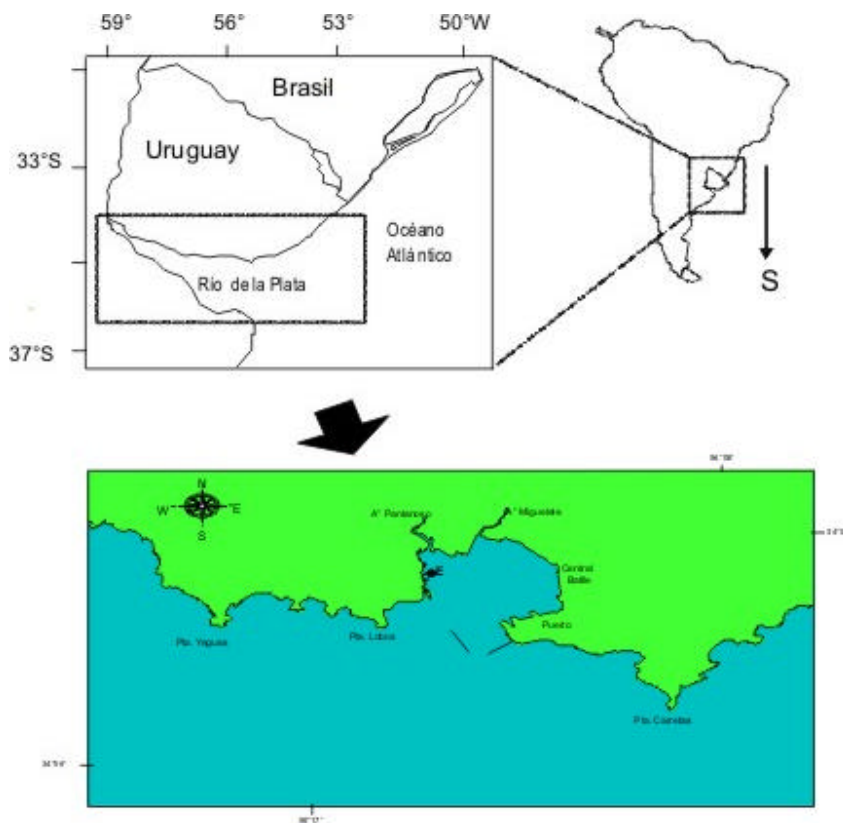 59°
56°
53°
50°W
Brasil
Uruguay
33°S
Océano
Atlántico
Río de la Plata
37°S
S
N
W
E
S
A° Pantanoso
A° Miguelete
Central
Batlle
Puerto
Pta. Yeguas
Pta. Lobos
Pta. Carretas